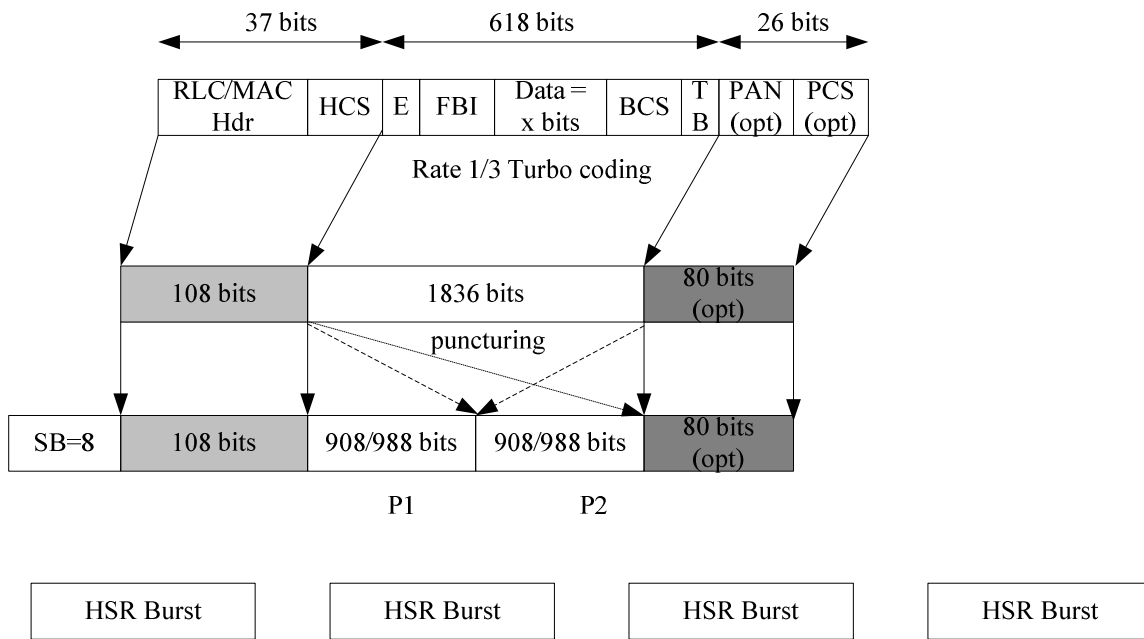 37 bits
618 bits
26 bits
RLC/MAC
Hdr
HCS
E
FBI
Data =
x bits
BCS
T
B
PAN
(opt)
PCS
(opt)
Rate 1/3 Turbo coding
108 bits
1836 bits
80 bits
(opt)
puncturing
SB=8
108 bits
908/988 bits
908/988 bits
80 bits
(opt)
P1
P2
HSR Burst
HSR Burst
HSR Burst
HSR Burst